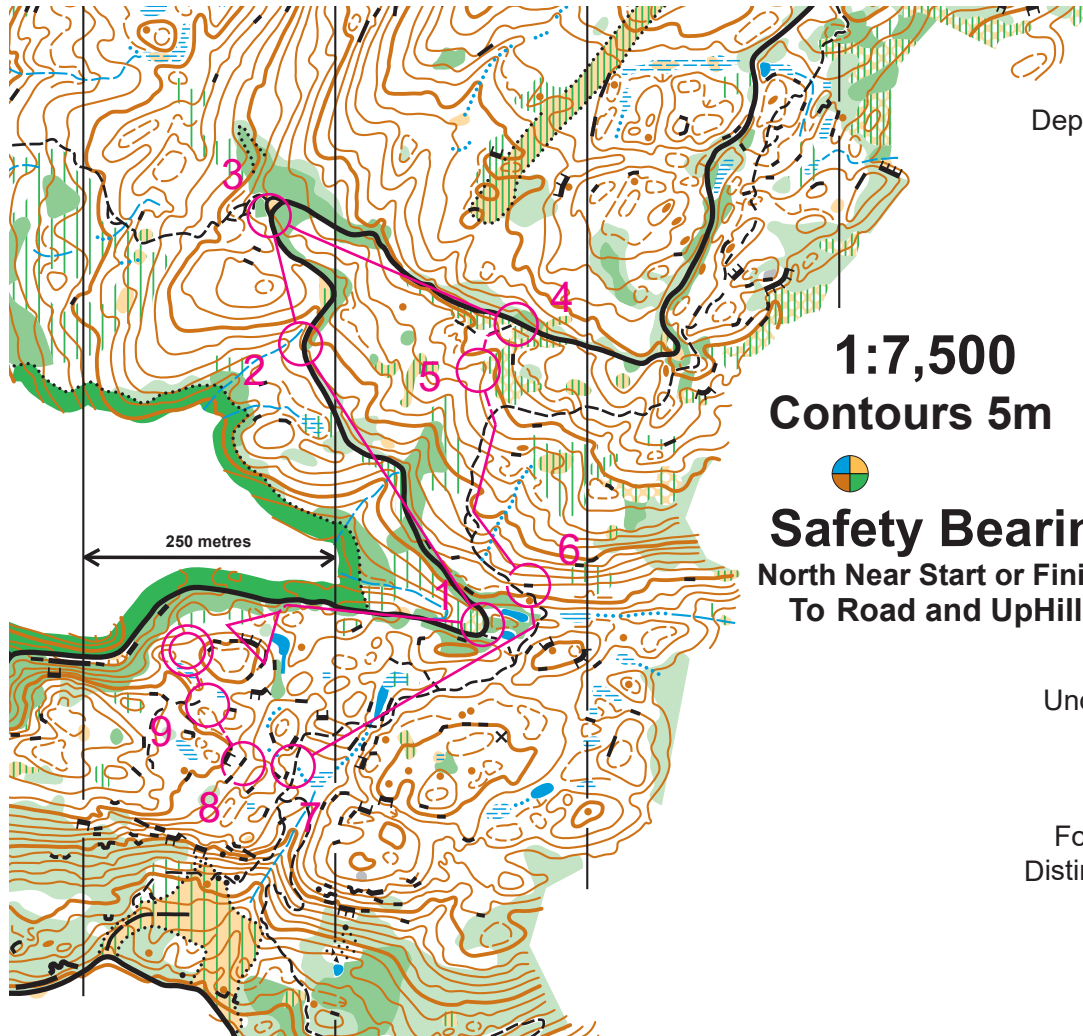 Dep
3
4
5
2
1:7,500
Contours 5m
Safety Bearin
250 metres
6
North Near Start or Fini
1
To Road and UpHill
Und
9
8
7
Fo
Distin